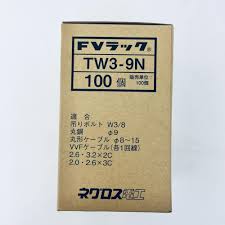 FVラック®
TW3-9N
100個 販売単位：100個
適合
吊りボルト W3/8
丸鋼 φ9
丸形ケーブル φ8～15
VVFケーブル(各1回線)
2.6・3.2×2C
2.0・2.6×3C
ネグロス電工